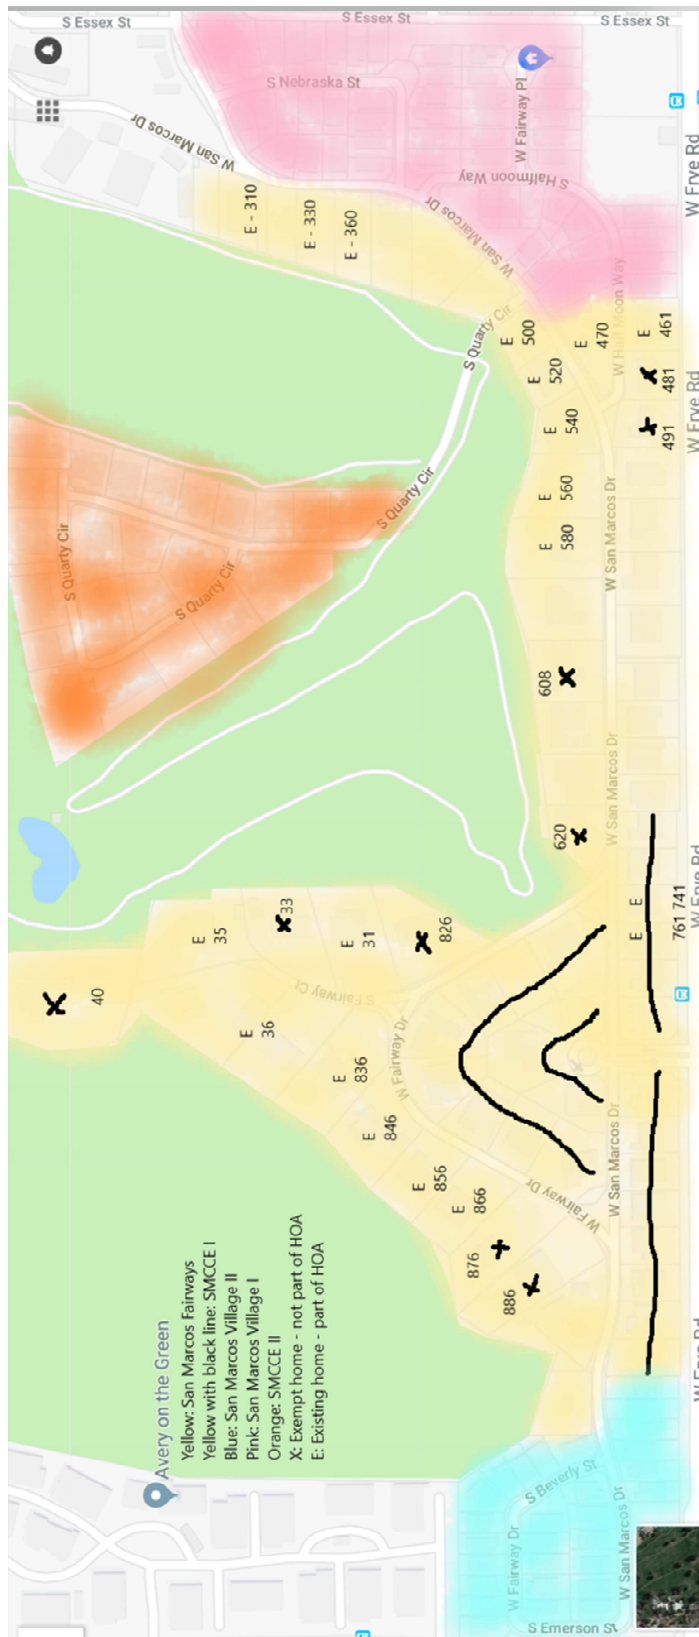 S Essex St
S Essex St
S Essex St
S Nebraska St
W Fairway Pl
W San Marcos Dr
S Halfmoon Way
W San Marcos Dr
W Frye Rd
E - 310
E - 330
E - 360
S Quarty Cir
W Half Moon Way
E 500
E 470
E 461
E 520
481
W Frye Rd
E 540
491
S Quarty Cir
S Quarty Cir
S Quarty Cir
E 560
E 580
W San Marcos Dr
608
W San Marcos Dr
620
W Frye Rd
E E
761 741
E 35
33
E 31
826
40
S Fairway Ct
E 36
W Fairway Dr
E 836
E 846
E 856
E 866
876
886
W San Marcos Dr
W Fairway Dr
Avery on the Green
Yellow: San Marcos Fairways
Yellow with black line: SMCCE I
Blue: San Marcos Village II
Pink: San Marcos Village I
Orange: SMCCE II
X: Exempt home - not part of HOA
E: Existing home - part of HOA
S Beverly St
W Fairway Dr
W San Marcos Dr
S Emerson St